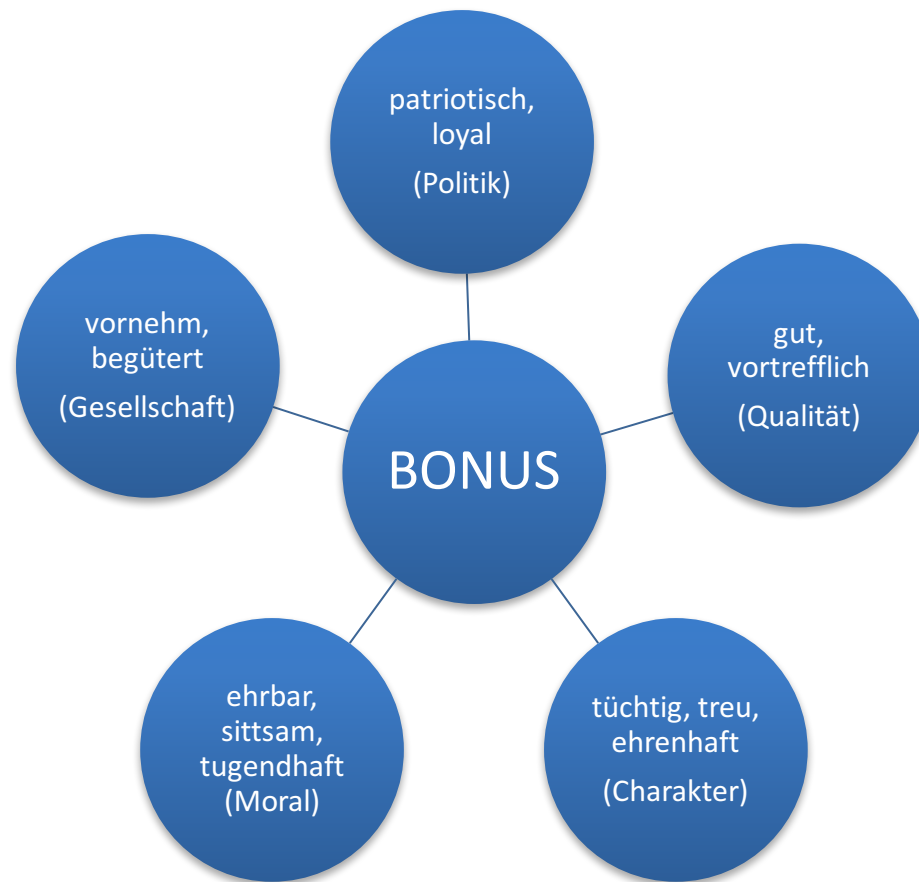 patriotisch,
loyal
(Politik)
gut,
vortrefflich
(Qualität)
tüchtig, treu,
ehrenhaft
(Charakter)
ehrbar,
sittsam,
tugendhaft
(Moral)
vornehm,
begütert
(Gesellschaft)
BONUS